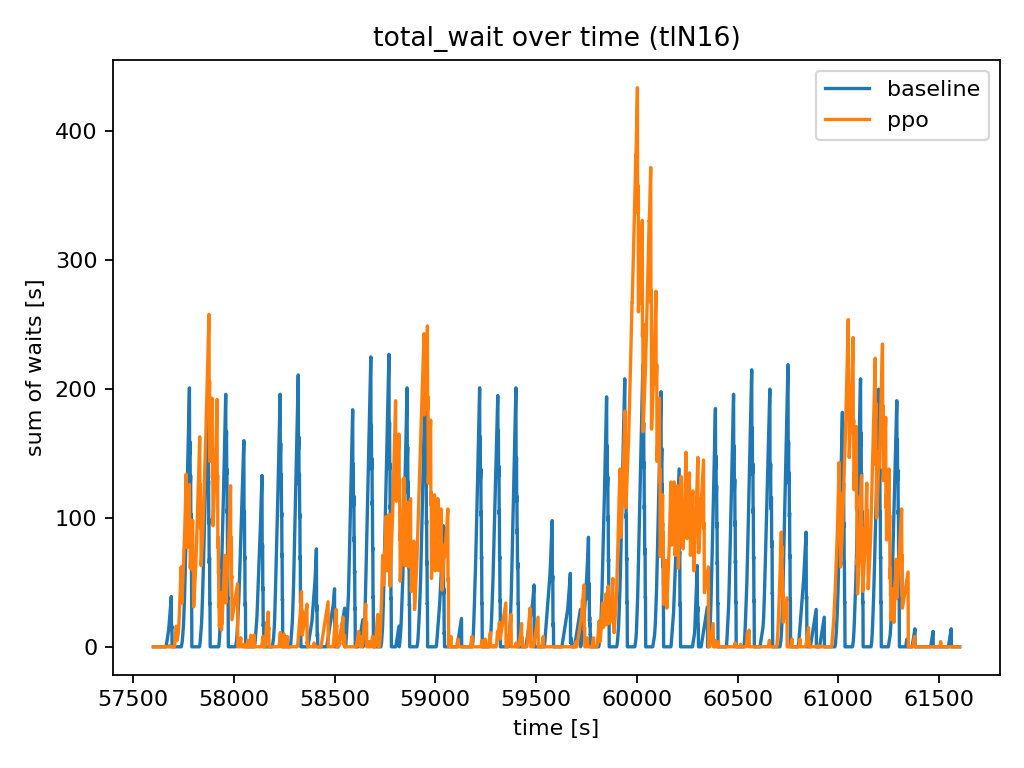 total_wait over time (tlN16)
baseline
ppo
sum of waits [s]
400
300
200
100
0
57500 58000 58500 59000 59500 60000 60500 61000 61500
time [s]